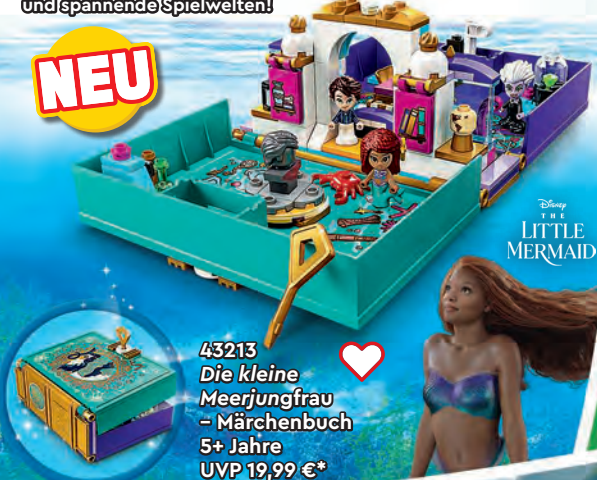 und spannende Spielwelten!
NEU
Disney
THE
LITTLE
MERMAID
43213
Die kleine
Meerjungfrau
– Märchenbuch
5+ Jahre
UVP 19,99 €*